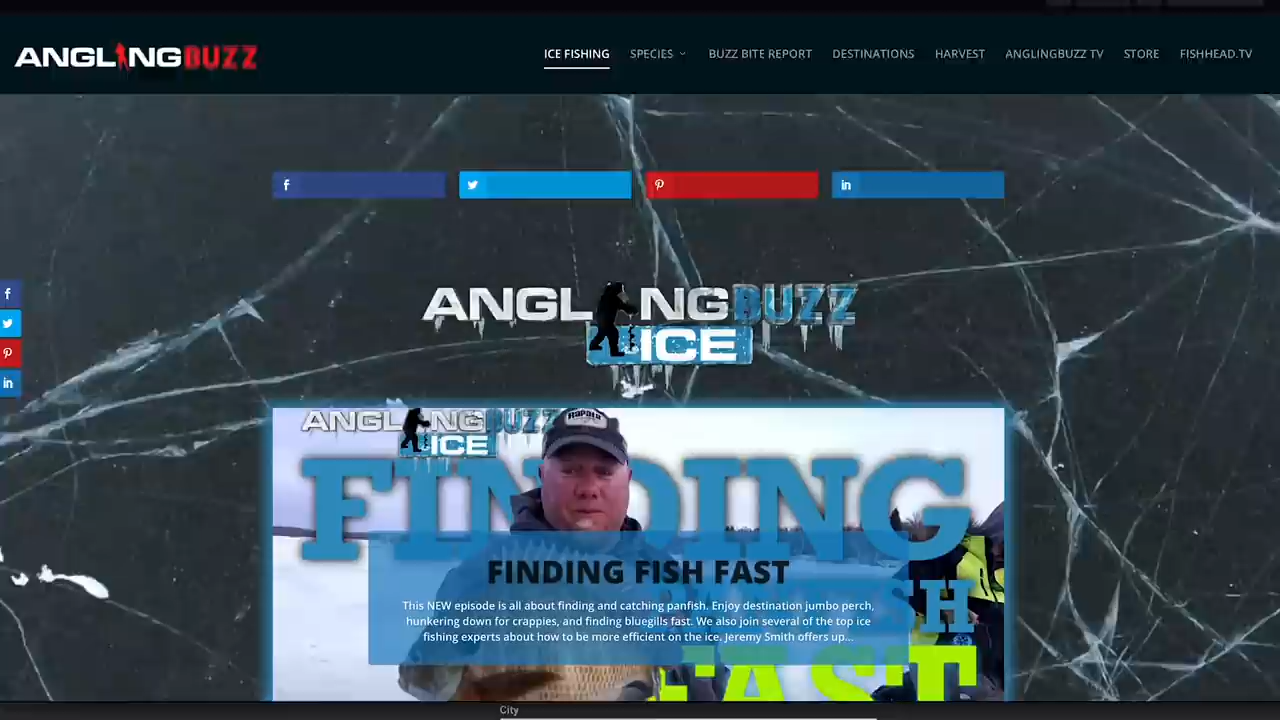 ANGLINGBUZZ
ICE FISHING
SPECIES
BUZZ BITE REPORT
DESTINATIONS
HARVEST
ANGLINGBUZZ TV
STORE
FISHHEAD.TV
ANGLINGBUZZ
ICE
ANGLINGBUZZ
ICE
Rapala
FINDING
FINDING FISH FAST
This NEW episode is all about finding and catching panfish. Enjoy destination jumbo perch,
hunkering down for crappies, and finding bluegills fast. We also join several of the top ice
fishing experts about how to be more efficient on the ice. Jeremy Smith offers up...
FAST
City